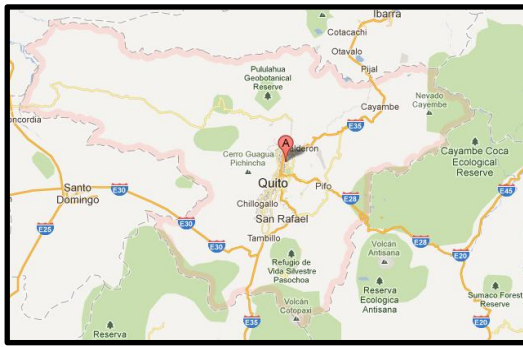 Ibarra
Cotacachi
Otavalo
Pijal
Pululahua
Geobotanical
Reserve
Cayambe
Nevado
Cayambe
E35
oncordia
A
lderon
Cerro Guagua
Pichincha
Cayambe Coca
Ecological
Reserve
Quito
Pifo
Santo
Domingo
E30
Chillogallo
E28
E45
San Rafael
E25
E30
Tambillo
E30
E28
Volcán
Antisana
E20
Refugio de
Vida Silvestre
Pasochoa
Reserva
Ecologica
Antisana
Sumaco Forest
Reserve
Volcán
Cotopaxi
Reserva
E35
E20